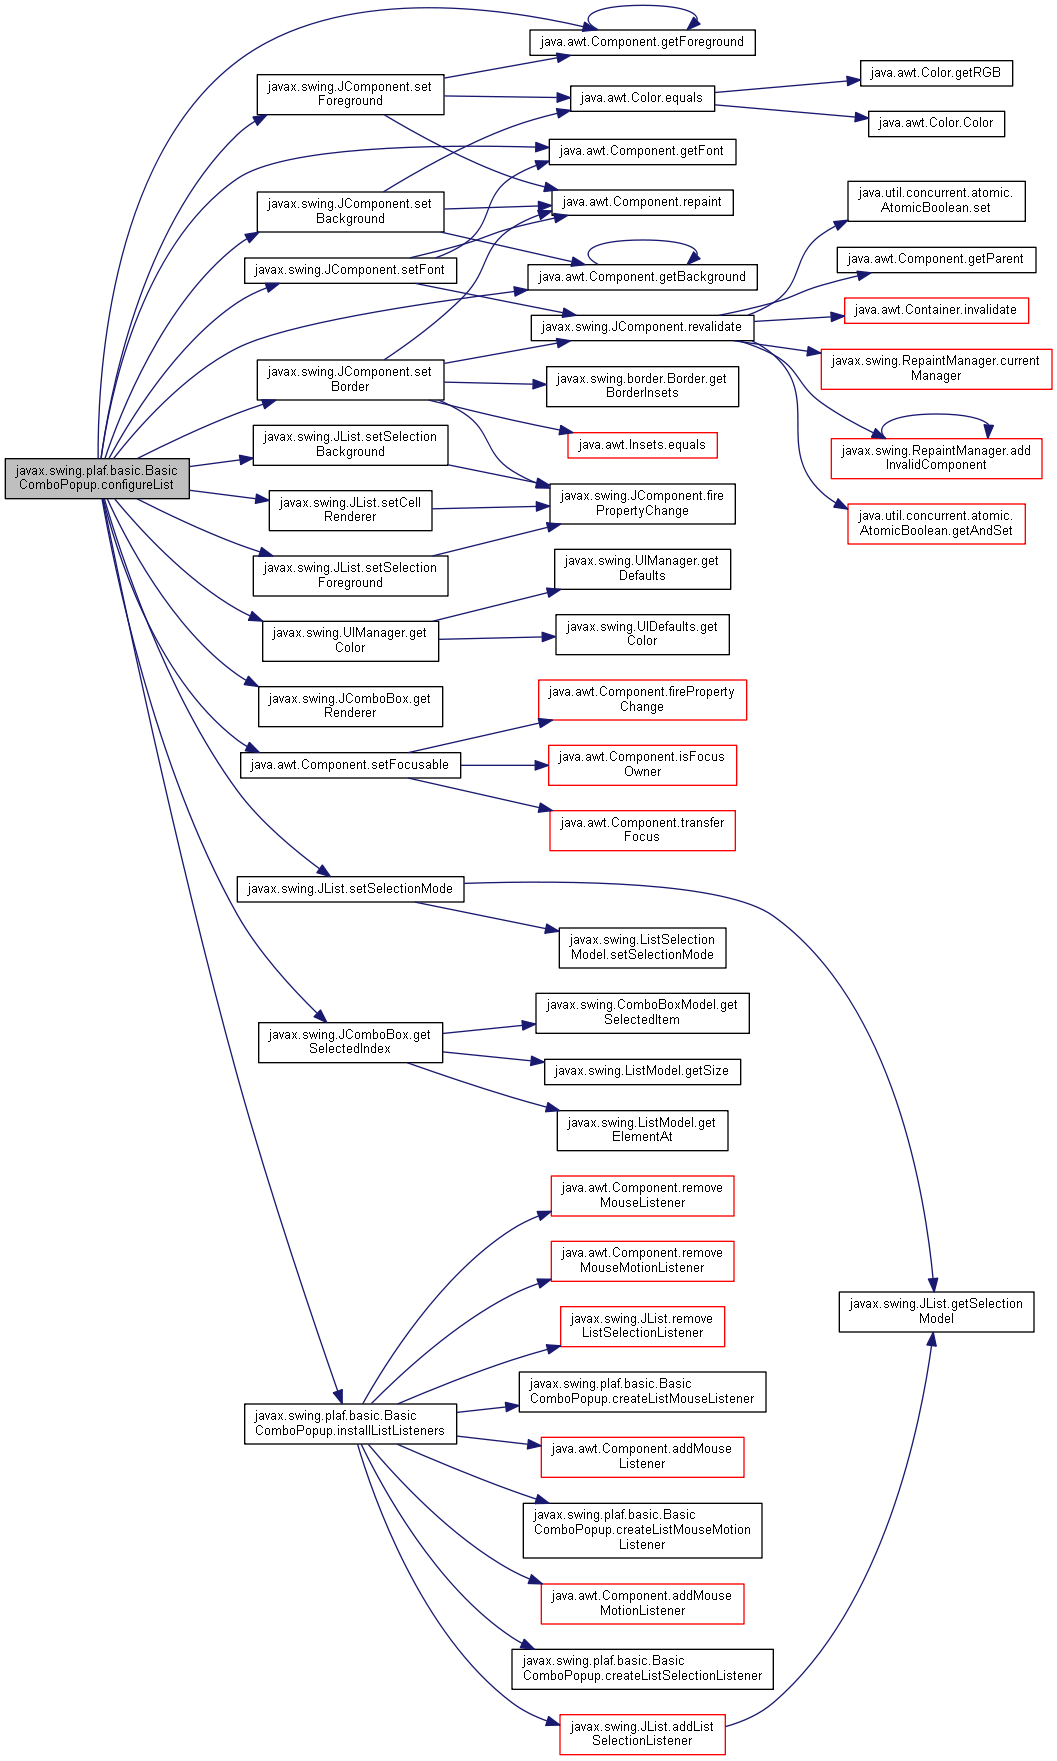 java.awt.Component.getForeground
java.awt.Color.getRGB
javax.swing.JComponent.set
Foreground
java.awt.Color.equals
java.awt.Color.Color
java.awt.Component.getFont
javax.swing.JComponent.set
Background
java.awt.Component.repaint
java.util.concurrent.atomic.
AtomicBoolean.set
javax.swing.JComponent.setFont
java.awt.Component.getBackground
java.awt.Component.getParent
java.awt.Container.invalidate
javax.swing.JComponent.revalidate
javax.swing.RepaintManager.current
Manager
javax.swing.JComponent.set
Border
javax.swing.border.Border.get
BorderInsets
java.awt.Insets.equals
javax.swing.JList.setSelection
Background
javax.swing.RepaintManager.add
InvalidComponent
javax.swing.plaf.basic.Basic
ComboPopup.configureList
javax.swing.JList.setCell
Renderer
javax.swing.JComponent.fire
PropertyChange
java.util.concurrent.atomic.
AtomicBoolean.getAndSet
javax.swing.JList.setSelection
Foreground
javax.swing.UIManager.get
Defaults
javax.swing.UIManager.get
Color
javax.swing.UIDefaults.get
Color
javax.swing.JComboBox.get
Renderer
java.awt.Component.fireProperty
Change
java.awt.Component.setFocusable
java.awt.Component.isFocus
Owner
java.awt.Component.transfer
Focus
javax.swing.JList.setSelectionMode
javax.swing.ListSelection
Model.setSelectionMode
javax.swing.JComboBox.get
SelectedIndex
javax.swing.ComboBoxModel.get
SelectedItem
javax.swing.ListModel.getSize
javax.swing.ListModel.get
ElementAt
java.awt.Component.remove
MouseListener
java.awt.Component.remove
MouseMotionListener
javax.swing.JList.getSelection
Model
javax.swing.JList.remove
ListSelectionListener
javax.swing.plaf.basic.Basic
ComboPopup.createListMouseListener
javax.swing.plaf.basic.Basic
ComboPopup.installListListeners
java.awt.Component.addMouse
Listener
javax.swing.plaf.basic.Basic
ComboPopup.createListMouseMotion
Listener
java.awt.Component.addMouse
MotionListener
javax.swing.plaf.basic.Basic
ComboPopup.createListSelectionListener
javax.swing.JList.addList
SelectionListener